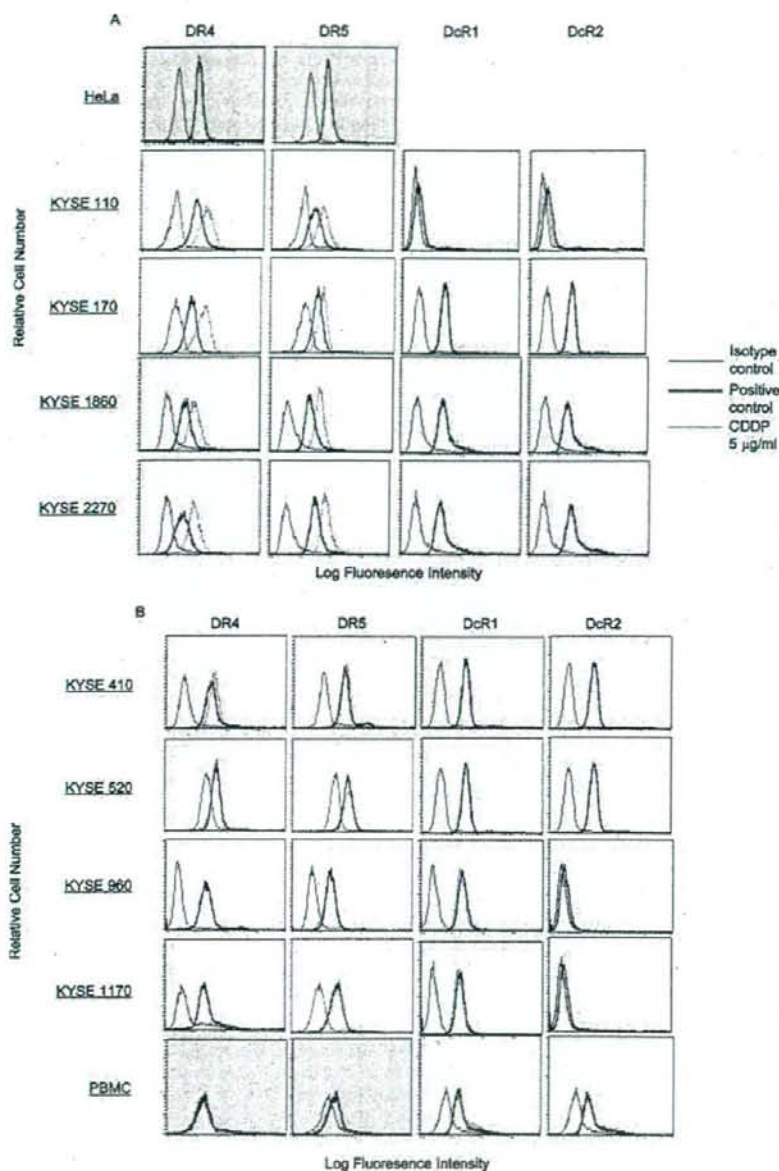 A
DR4 DR5 DcR1 DcR2
HeLa
KYSE 110
KYSE 170
KYSE 1860
KYSE 2270
Relative Cell Number
Isotype
control
Positive
control
CDDP
5 µg/ml
Log Fluoresence Intensity
B
DR4 DR5 DcR1 DcR2
KYSE 410
KYSE 520
KYSE 960
KYSE 1170
PBMC
Relative Cell Number
Log Fluoresence Intensity